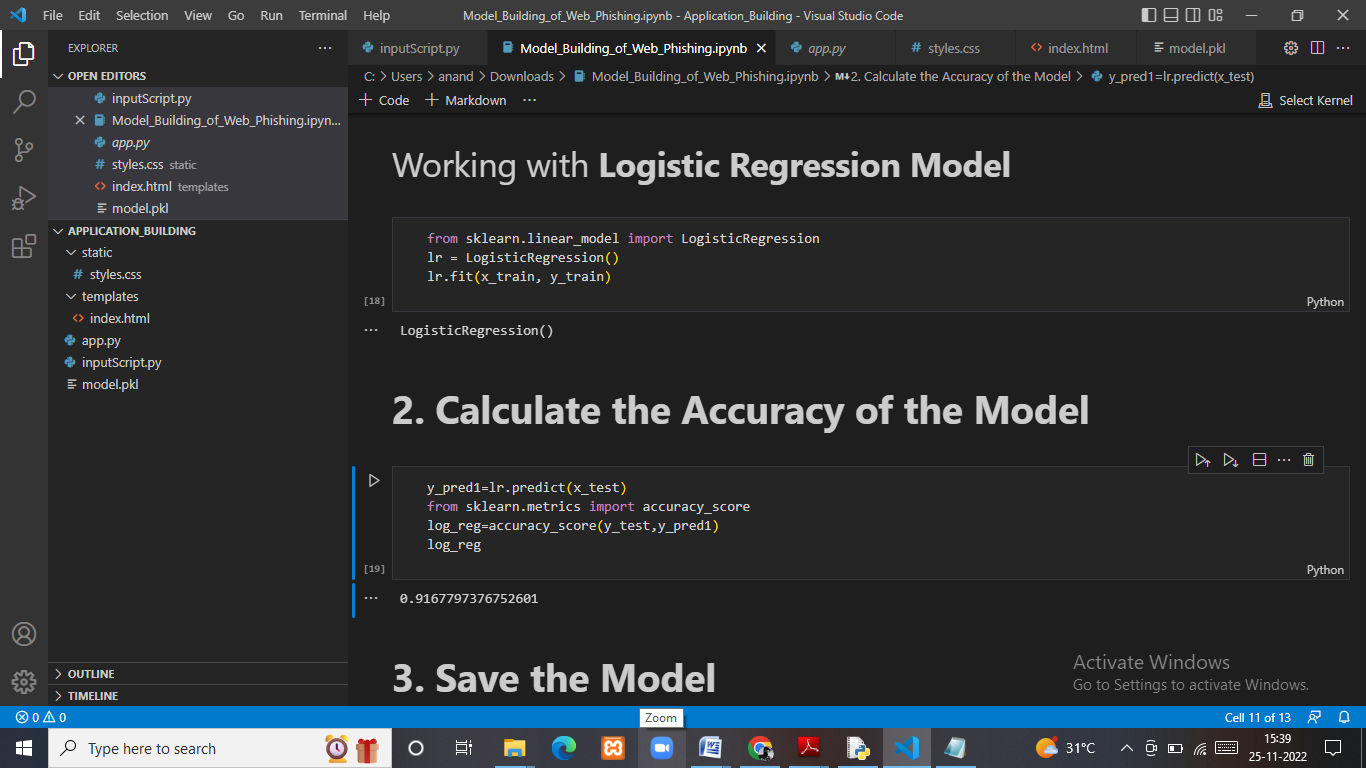 File Edit Selection View Go Run Terminal Help
Model_Building_of_Web_Phishing.ipynb - Application_Building - Visual Studio Code
EXPLORER
OPEN EDITORS
inputScript.py
Model_Building_of_Web_Phishing.ipyn...
app.py
styles.css static
index.html templates
model.pkl
APPLICATION_BUILDING
static
styles.css
templates
index.html
app.py
inputScript.py
model.pkl
OUTLINE
TIMELINE
inputScript.py Model_Building_of_Web_Phishing.ipynb app.py styles.css index.html model.pkl
C: > Users > anand > Downloads > Model_Building_of_Web_Phishing.ipynb > M↓2. Calculate the Accuracy of the Model > y_pred1=lr.predict(x_test)
+ Code + Markdown ...
Select Kernel
Working with Logistic Regression Model
from sklearn.linear_model import LogisticRegression
lr = LogisticRegression()
lr.fit(x_train, y_train)
[18]
Python
LogisticRegression()
2. Calculate the Accuracy of the Model
y_pred1=lr.predict(x_test)
from sklearn.metrics import accuracy_score
log_reg=accuracy_score(y_test,y_pred1)
log_reg
[19]
Python
0.9167797376752601
3. Save the Model
Activate Windows
Go to Settings to activate Windows.
0 0
Zoom
Cell 11 of 13
Type here to search
31°C
15:39
25-11-2022